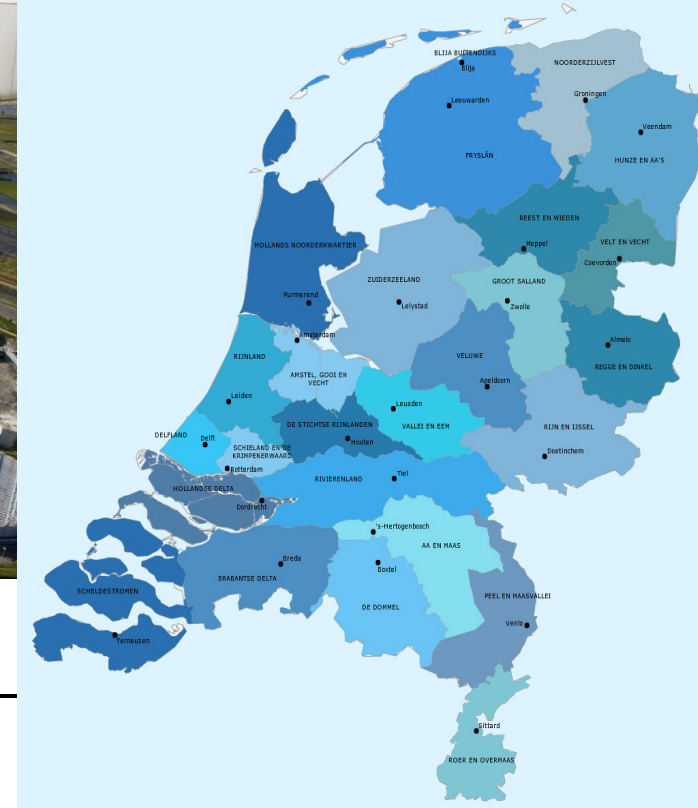 BLIJA BUITENDIJKS
Blija
NOORDERZIJLVEST
Groningen
Leeuwarden
Veendam
FRYSLÂN
HUNZE EN AA'S
REEST EN WIEDEN
Meppel
VELT EN VECHT
Coevorden
HOLLANDS NOORDERKWARTIER
ZUIDERZEELAND
GROOT SALLAND
Purmerend
Lelystad
Zwolle
Amsterdam
Almelo
RIJNLAND
VELUWE
REGGE EN DINKEL
AMSTEL, GOOI EN
VECHT
Apeldoorn
Leiden
Leusden
DE STICHTSE RIJNLANDEN
VALLEI EN EEM
RIJN EN IJSSEL
DELFLAND
Delft
Houten
SCHIELAND EN DE
KRIMPENERWAARD
Doetinchem
Rotterdam
RIVIERENLAND
Tiel
HOLLANDSE DELTA
Dordrecht
's-Hertogenbosch
AA EN MAAS
Breda
Boxtel
BRABANTSE DELTA
SCHELDESTROMEN
DE DOMMEL
PEEL EN MAASVALLEI
Venlo
Terneuzen
Sittard
ROER EN OVERMAAS